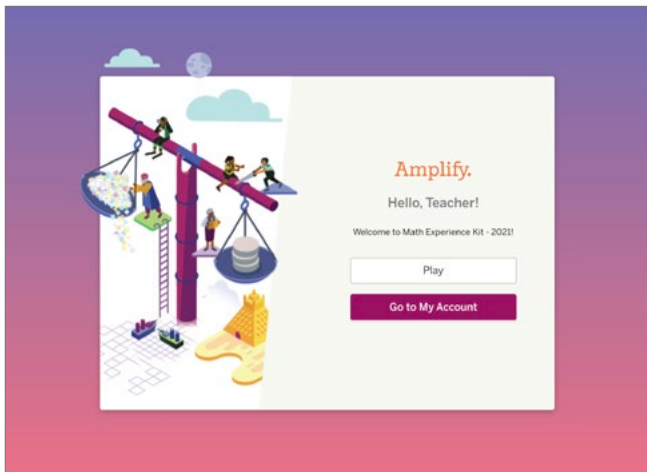 Amplify.
Hello, Teacher!
Welcome to Math Experience Kit - 2021!
Play
Go to My Account